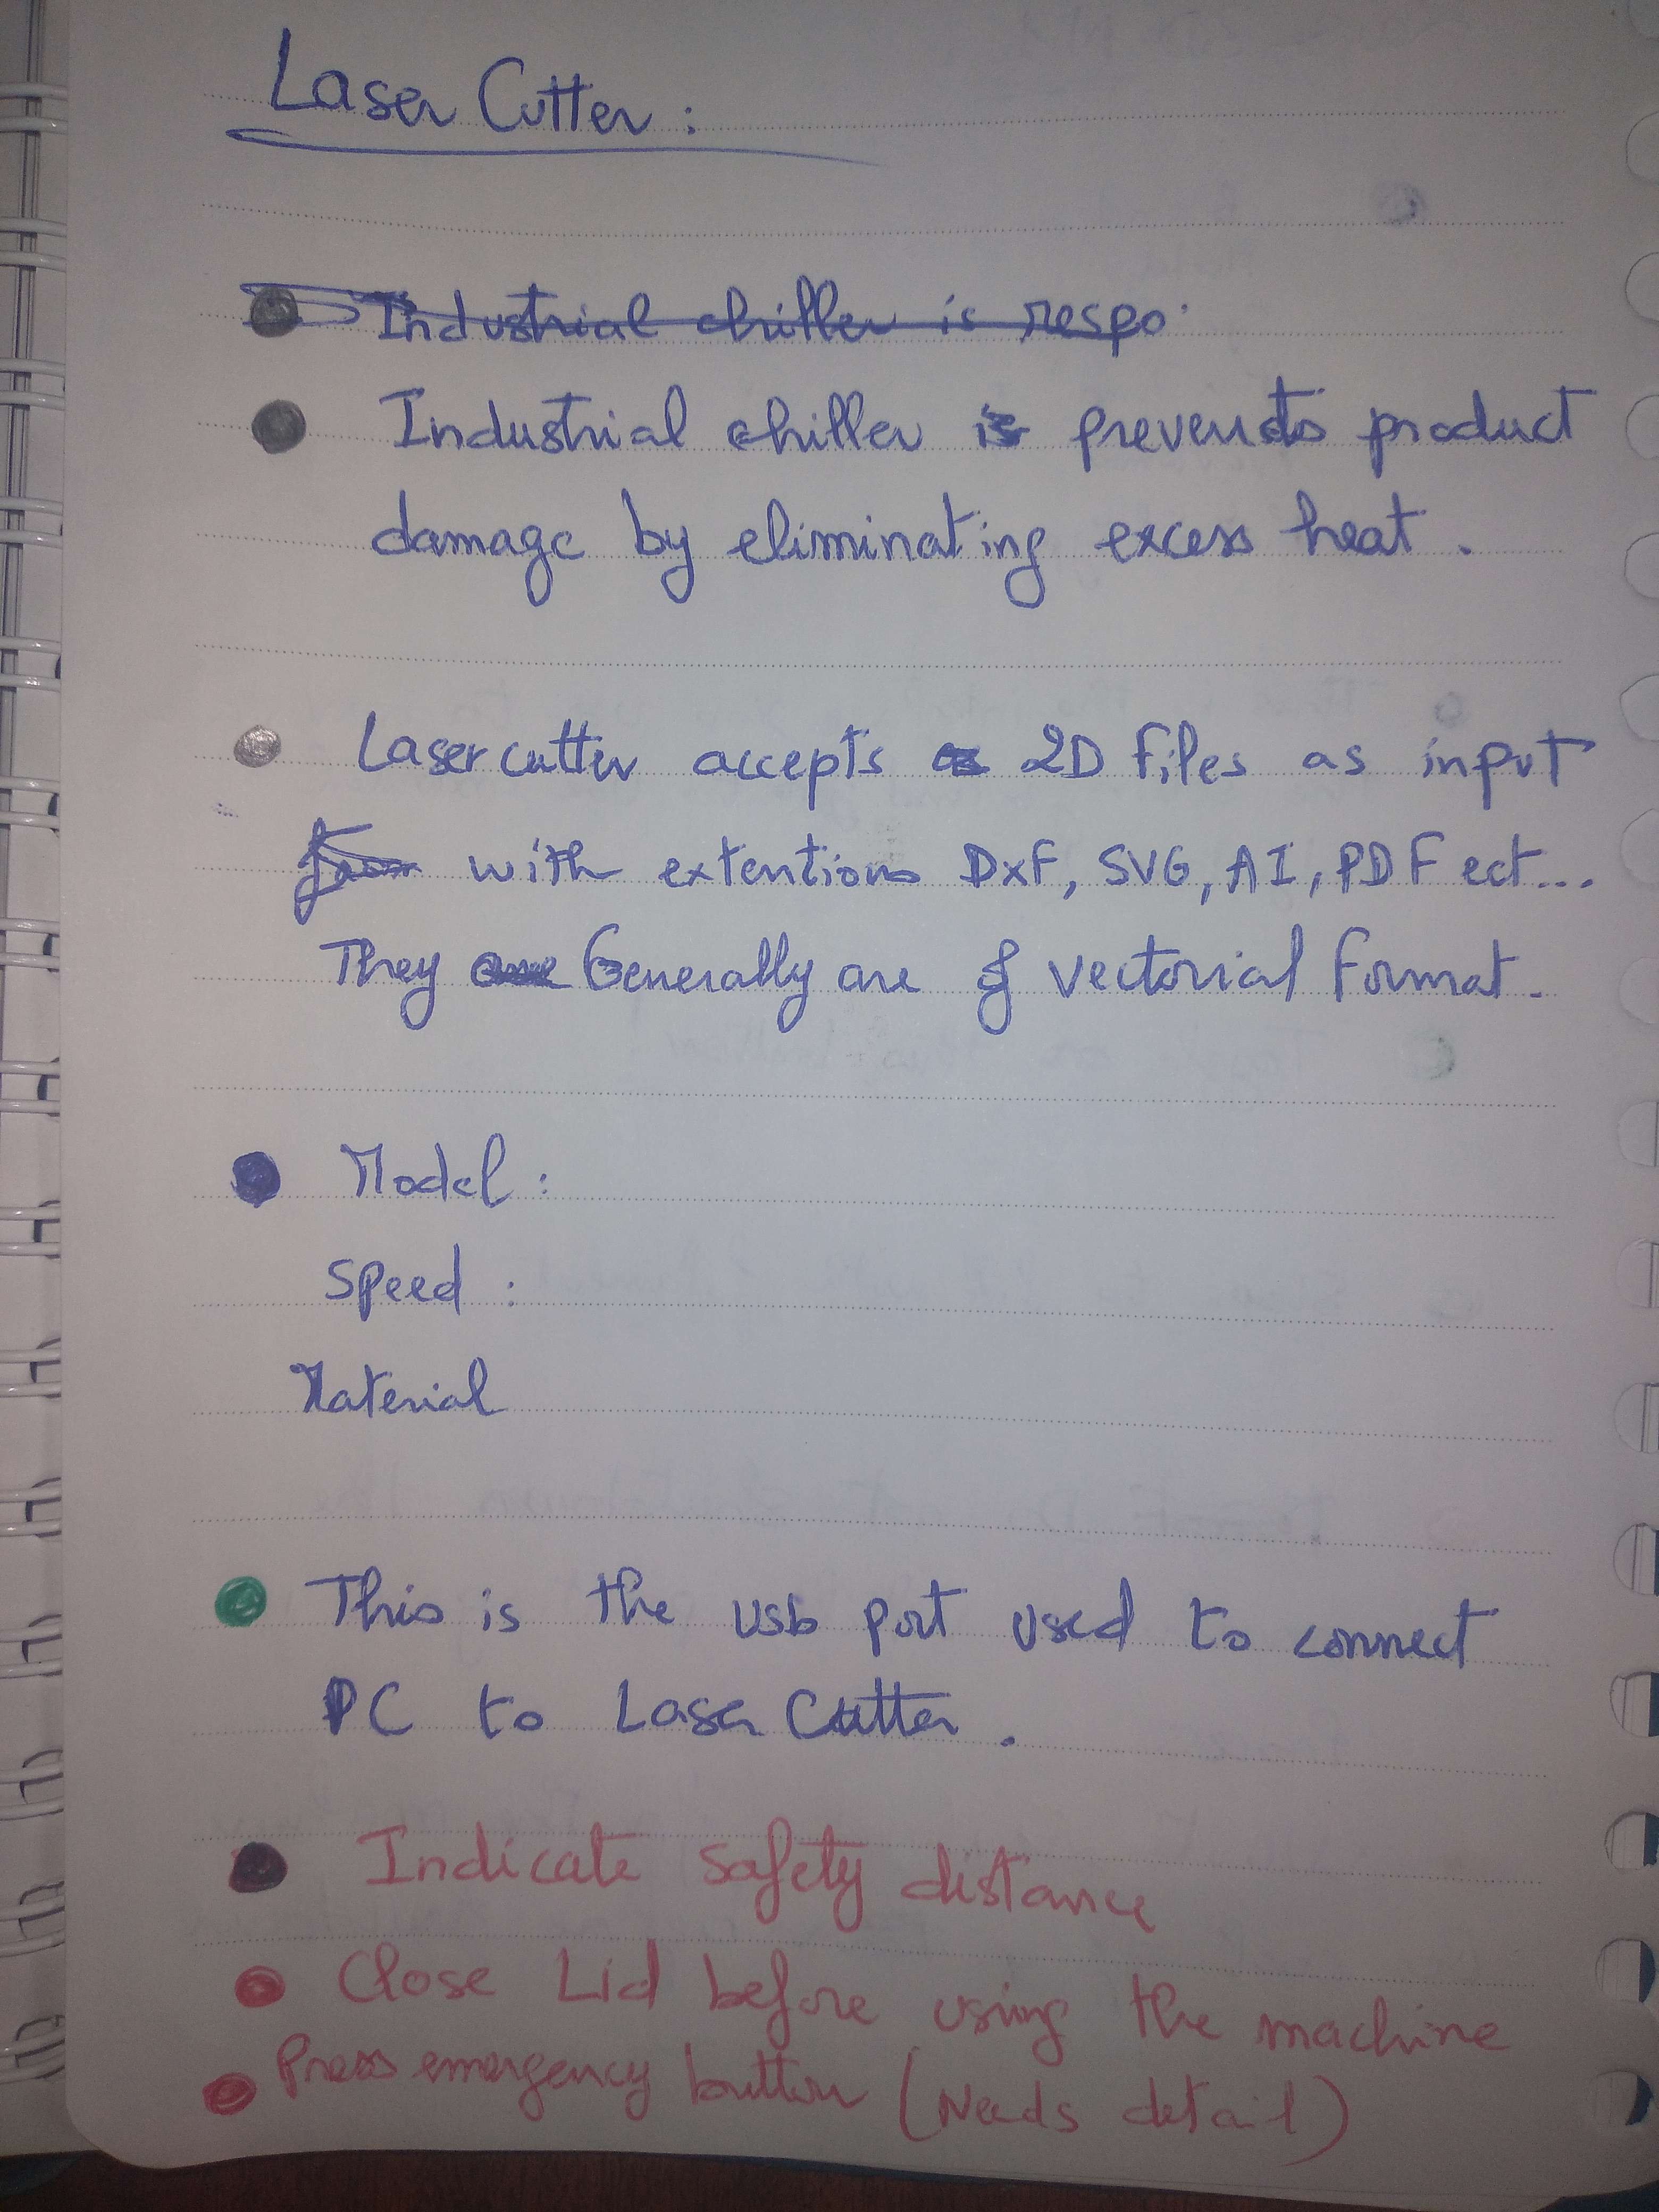 Laser Cutter :
Industrial chiller is respo.
Industrial chiller prevents product
damage by eliminating excess heat .
Laser cutter accepts 2D files as input
with extentions DxF, SVG, AI, PDF ect...
They Generally are of vectorial format .
Model :
Speed :
Material
This is the usb port used to connect
PC to Laser Cutter .
Indicate safety distance
Close Lid before using the machine
Press emergency button (Needs detail)